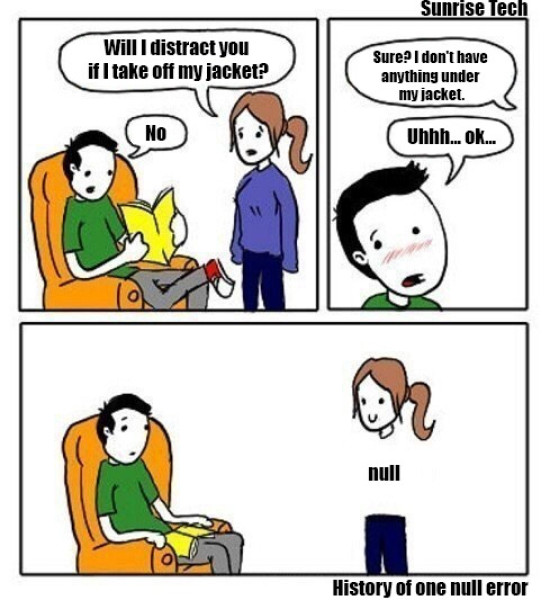 Sunrise Tech
Will I distract you
if I take off my jacket?
No
Sure? I don't have
anything under
my jacket.
Uhhh... ok...
null
History of one null error